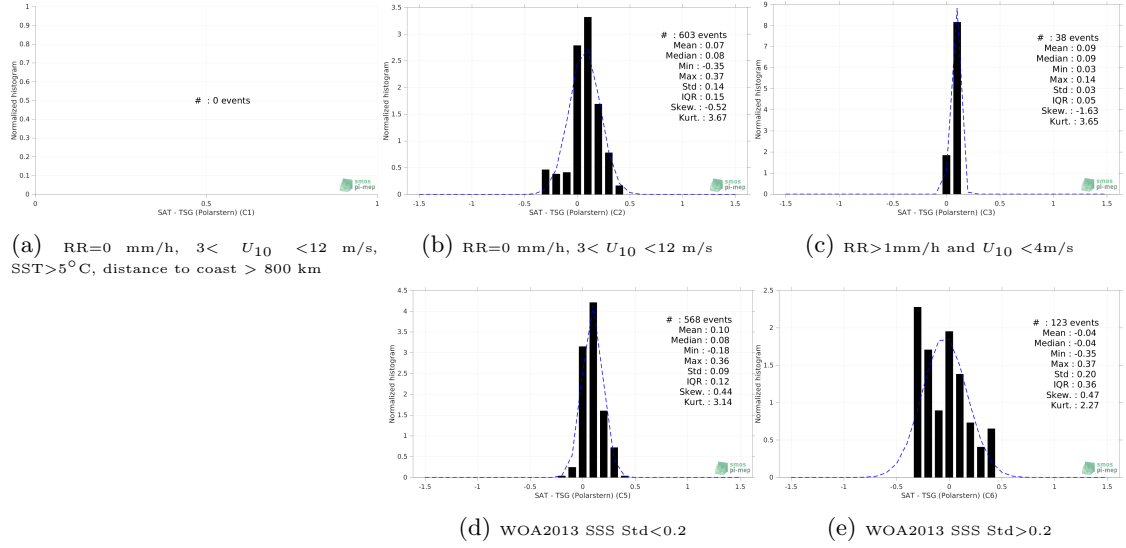 1
0.9
0.8
0.7
0.6
0.5
0.4
0.3
0.2
0.1
0
Normalized histogram
# : 0 events
smos
pi-mep
0 0.5 1
SAT - TSG (Polarstern) (C1)
(a) RR=0 mm/h, 3< U10 <12 m/s,
SST>5°C, distance to coast > 800 km
3.5
3
2.5
2
1.5
1
0.5
0
Normalized histogram
# : 603 events
Mean : 0.07
Median : 0.08
Min : -0.35
Max : 0.37
Std : 0.14
IQR : 0.15
Skew. : -0.52
Kurt. : 3.67
smos
pi-mep
-1.5 -1 -0.5 0 0.5 1 1.5
SAT - TSG (Polarstern) (C2)
(b) RR=0 mm/h, 3< U10 <12 m/s
9
8
7
6
5
4
3
2
1
0
Normalized histogram
# : 38 events
Mean : 0.09
Median : 0.09
Min : 0.03
Max : 0.14
Std : 0.03
IQR : 0.05
Skew. : -1.63
Kurt. : 3.65
smos
pi-mep
-1.5 -1 -0.5 0 0.5 1 1.5
SAT - TSG (Polarstern) (C3)
(c) RR>1mm/h and U10 <4m/s
4.5
4
3.5
3
2.5
2
1.5
1
0.5
0
Normalized histogram
# : 568 events
Mean : 0.10
Median : 0.08
Min : -0.18
Max : 0.36
Std : 0.09
IQR : 0.12
Skew. : 0.44
Kurt. : 3.14
smos
pi-mep
-1.5 -1 -0.5 0 0.5 1 1.5
SAT - TSG (Polarstern) (C5)
(d) WOA2013 SSS Std<0.2
2.5
2
1.5
1
0.5
0
Normalized histogram
# : 123 events
Mean : -0.04
Median : -0.04
Min : -0.35
Max : 0.37
Std : 0.20
IQR : 0.36
Skew. : 0.47
Kurt. : 2.27
smos
pi-mep
-1.5 -1 -0.5 0 0.5 1 1.5
SAT - TSG (Polarstern) (C6)
(e) WOA2013 SSS Std>0.2